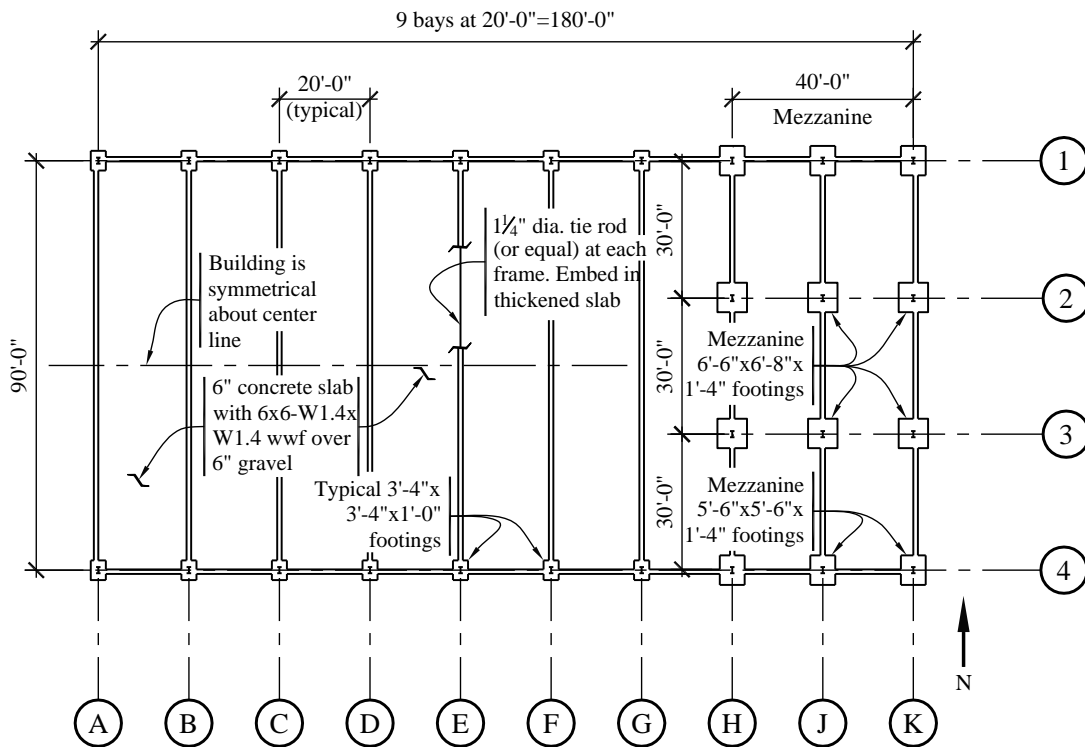 9 bays at 20'-0"=180'-0"
20'-0"
(typical)
40'-0"
Mezzanine
1
90'-0"
Building is
symmetrical
about center
line
1¼" dia. tie rod
(or equal) at each
frame. Embed in
thickened slab
30'-0"
2
6" concrete slab
with 6x6-W1.4x
W1.4 wwf over
6" gravel
30'-0"
Mezzanine
6'-6"x6'-8"x
1'-4" footings
3
Typical 3'-4"x
3'-4"x1'-0"
footings
30'-0"
Mezzanine
5'-6"x5'-6"x
1'-4" footings
4
N
A B C D E F G H J K